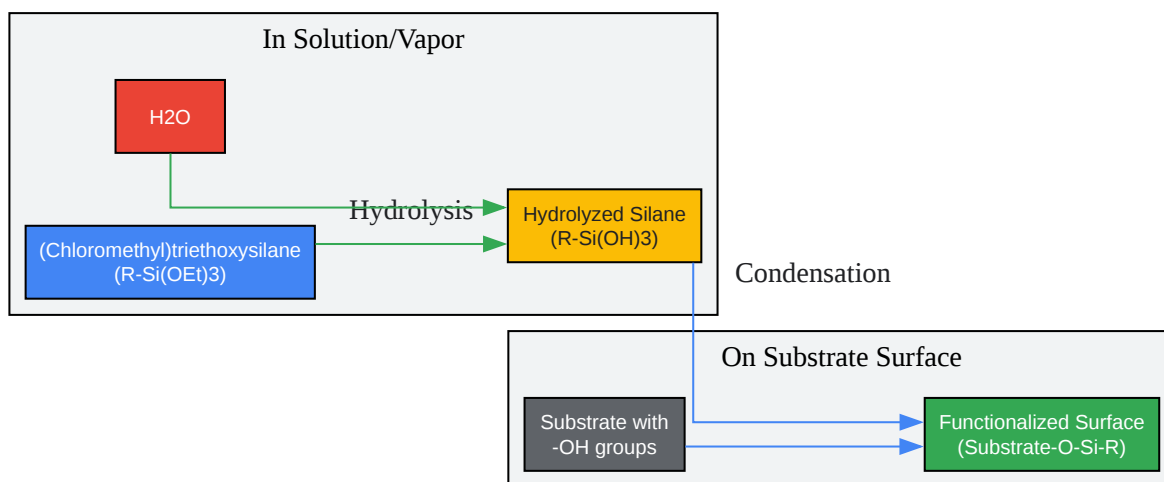 In Solution/Vapor
H2O
Hydrolysis
(Chloromethyl)triethoxysilane
(R-Si(OEt)3)
Hydrolyzed Silane
(R-Si(OH)3)
Condensation
On Substrate Surface
Substrate with
-OH groups
Functionalized Surface
(Substrate-O-Si-R)